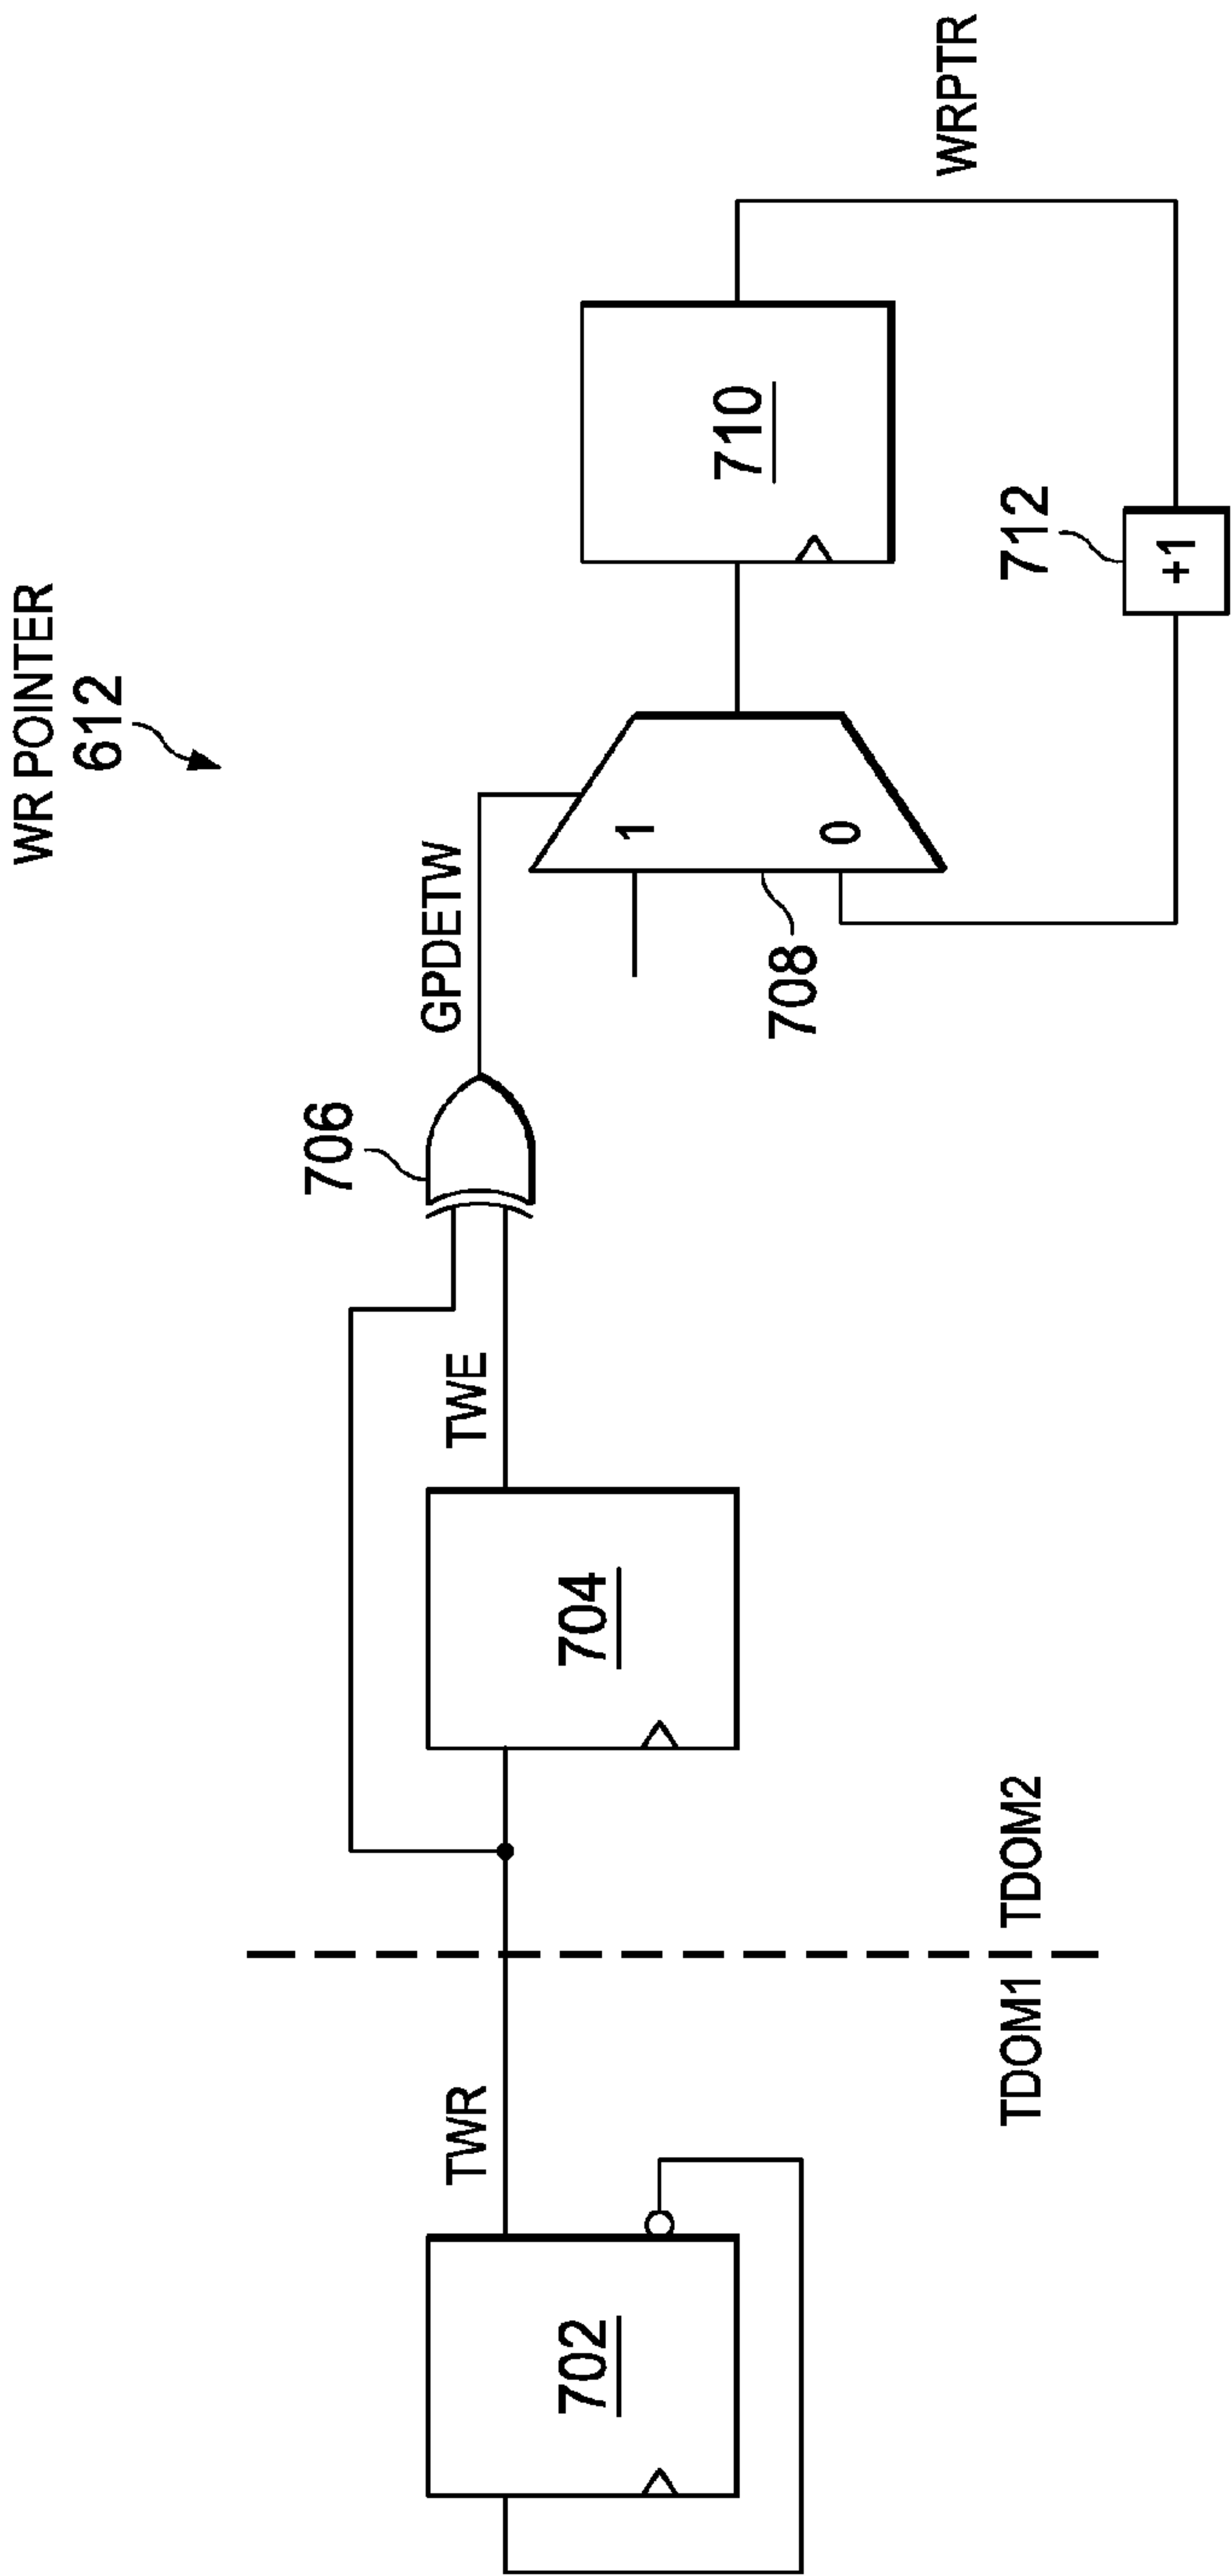 WR POINTER
612
TWR
702
TDOM1
TDOM2
704
TWE
706
GPDETW
1
0
708
710
WRPTR
712
+1